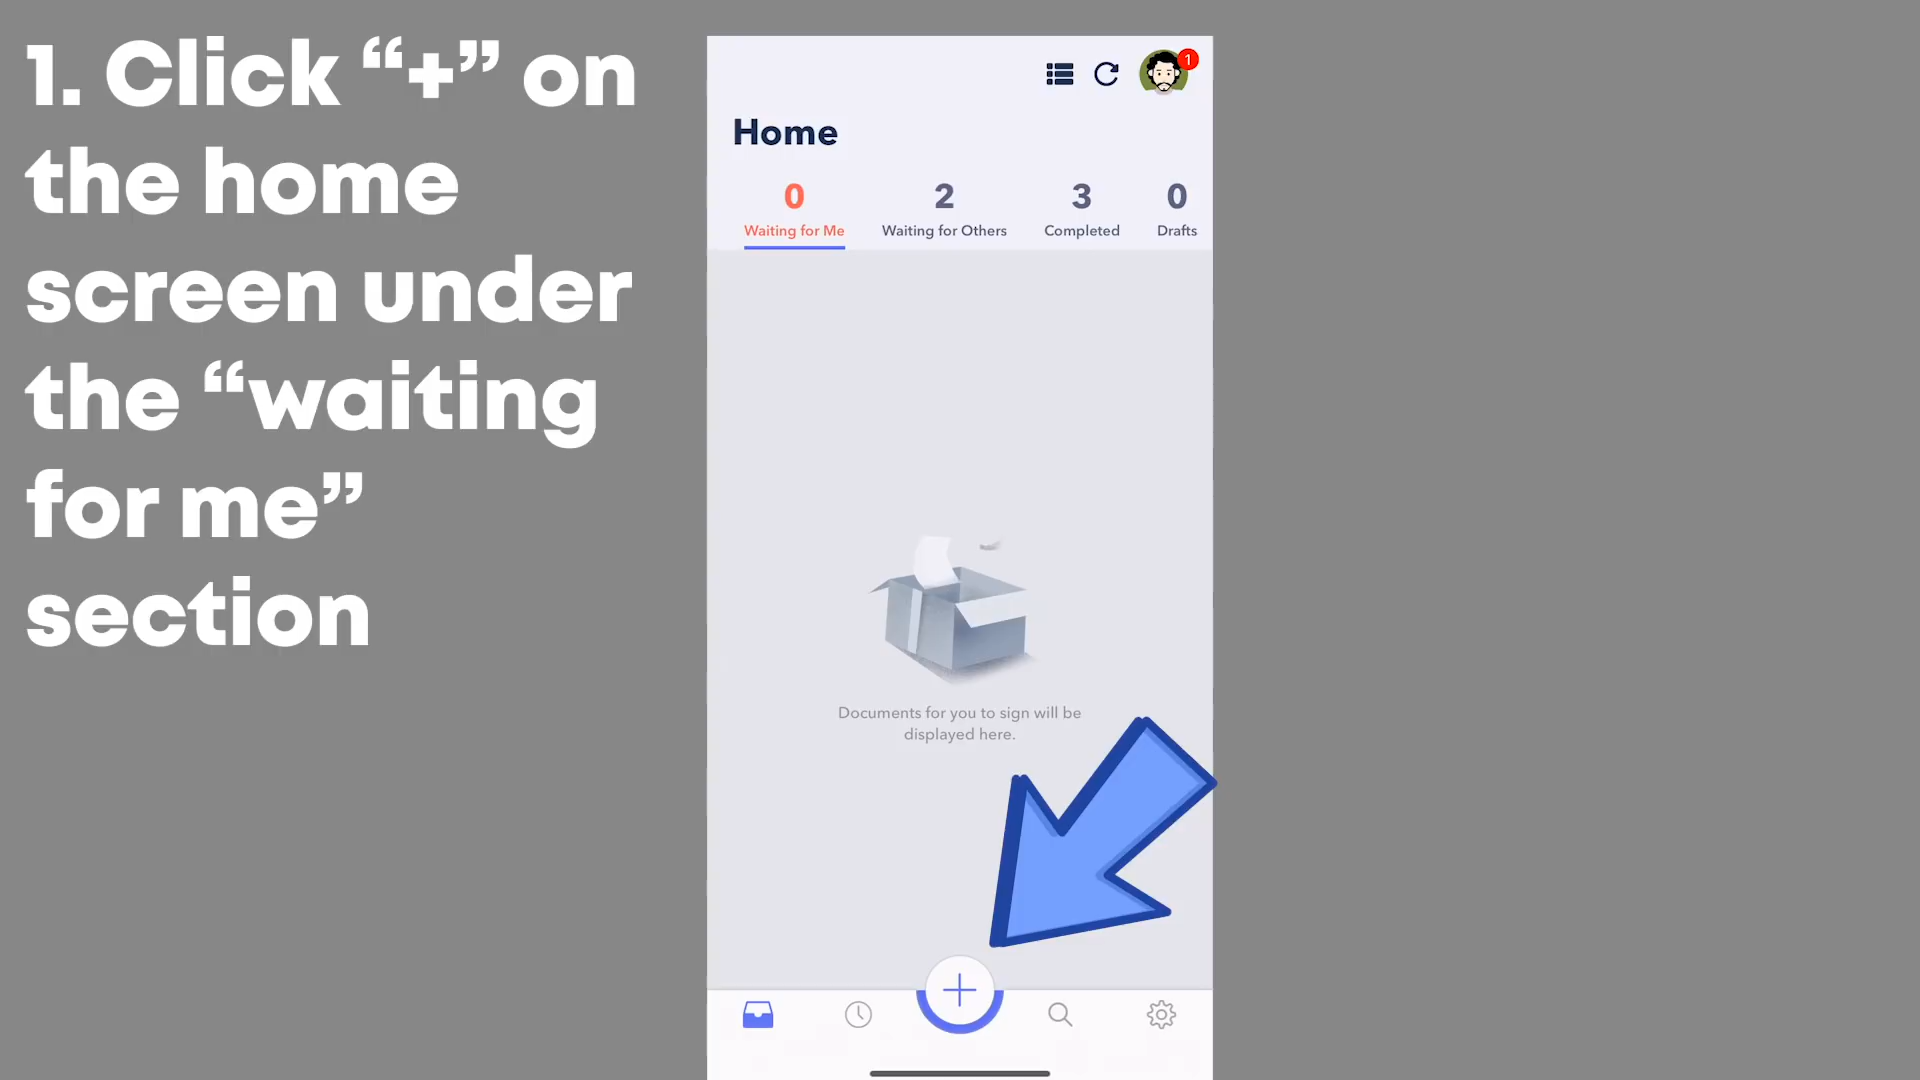 1. Click “+” on
the home
screen under
the “waiting
for me”
section
1
Home
0
2
3
0
Waiting for Me
Waiting for Others
Completed
Drafts
Documents for you to sign will be
displayed here.